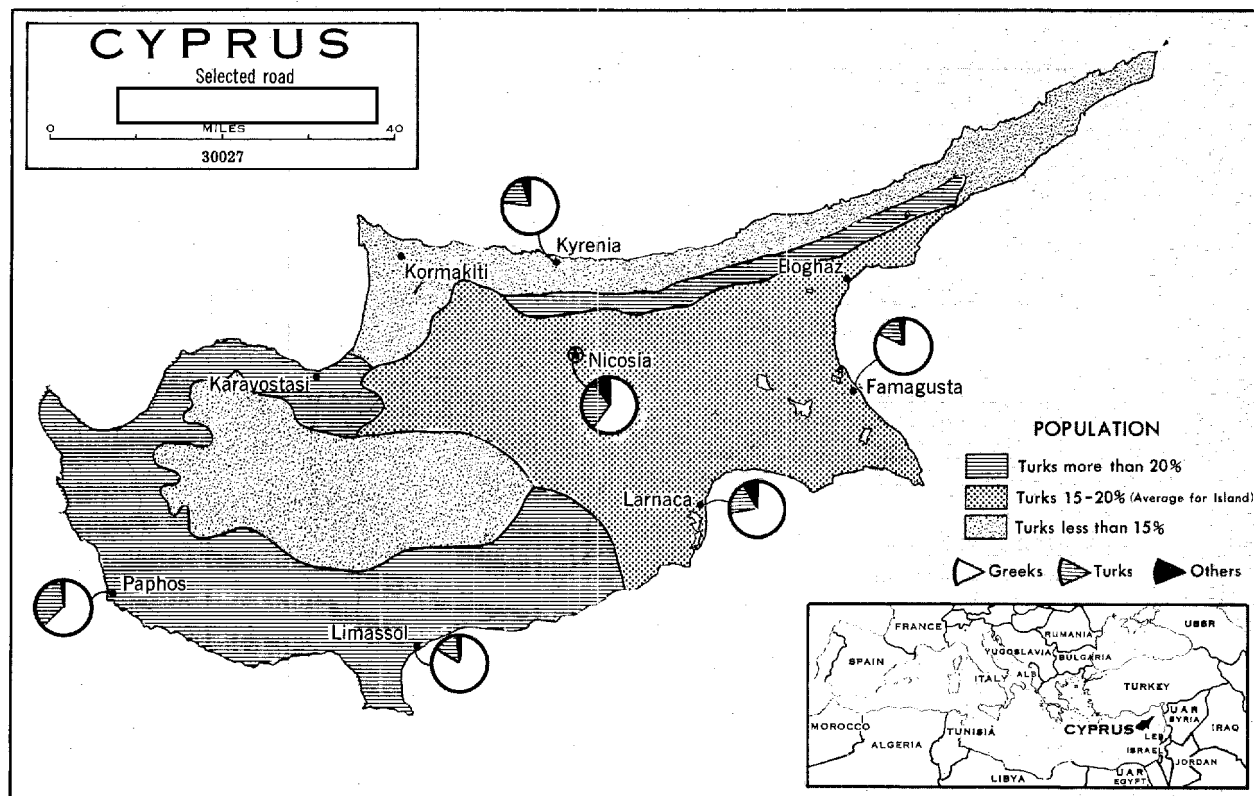 CYPRUS
Selected road
0 MILES 40
30027
Kyrenia
Kormakiti
Eloghaz
Nicosia
Karavostasi
Famagusta
Larnaca
Paphos
Limassol
POPULATION
Turks more than 20%
Turks 15-20% (Average for Island)
Turks less than 15%
Greeks Turks Others
FRANCE
RUMANIA
USSR
YUGOSLAVIA
BULGARIA
SPAIN
ITALY
ALB.
TURKEY
UAR
SYRIA
CYPRUS
MOROCCO
TUNISIA
IRAQ
LEB.
ALGERIA
ISRAEL
JORDAN
LIBYA
UAR
EGYPT